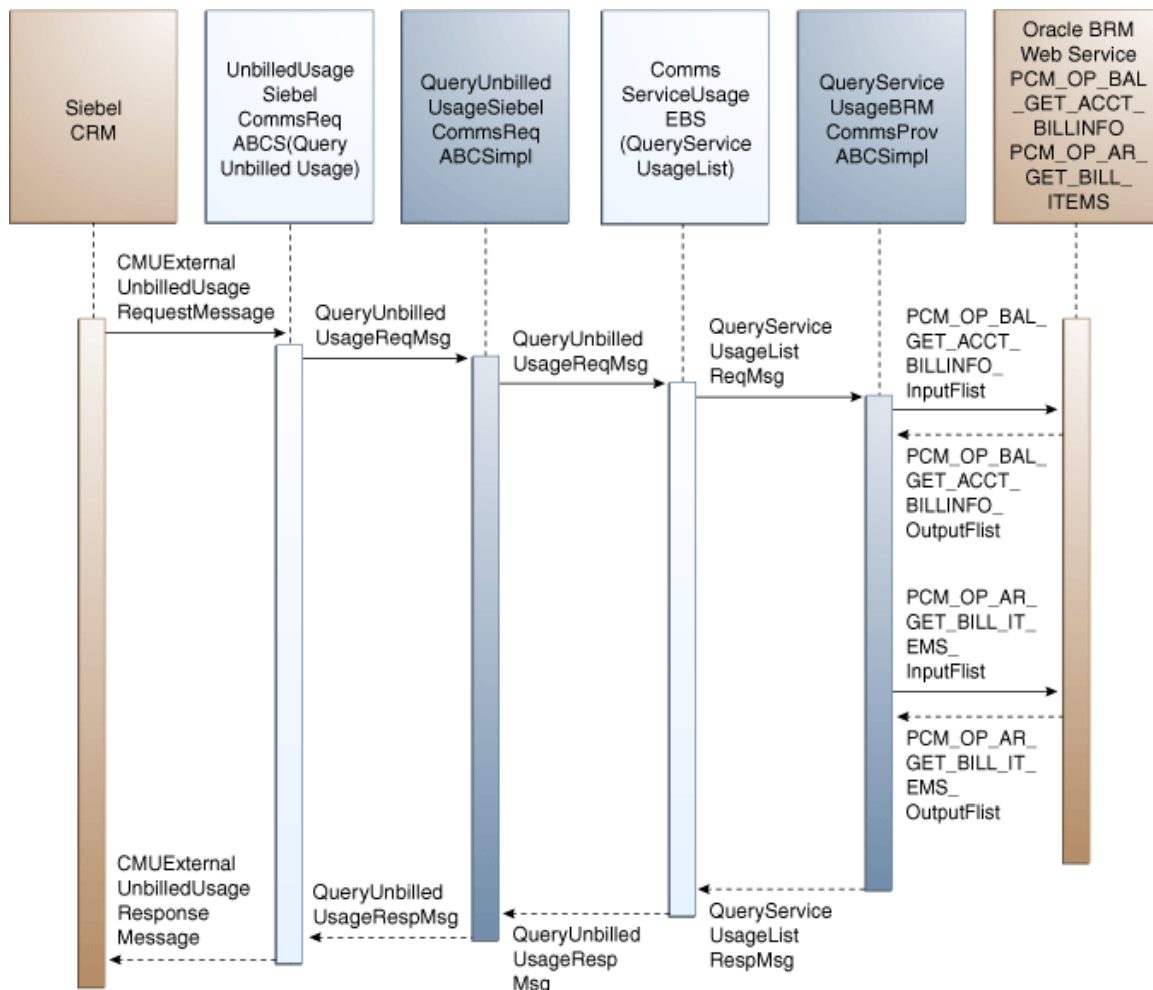 Siebel
CRM
UnbilledUsage
Siebel
CommsReq
ABCS(Query
Unbilled Usage)
QueryUnbilled
UsageSiebel
CommsReq
ABCSImpl
Comms
ServiceUsage
EBS
(QueryService
UsageList)
QueryService
UsageBRM
CommsProv
ABCSimpl
Oracle BRM
Web Service
PCM_OP_BAL
_GET_ACCT_
BILLINFO
PCM_OP_AR_
GET_BILL_
ITEMS
CMUExternal
UnbilledUsage
RequestMessage
QueryUnbilled
UsageReqMsg
QueryUnbilled
UsageReqMsg
QueryService
UsageList
ReqMsg
PCM_OP_BAL_
GET_ACCT_
BILLINFO_
InputFlist
PCM_OP_BAL_
GET_ACCT_
BILLINFO_
OutputFlist
PCM_OP_AR_
GET_BILL_IT_
EMS_
InputFlist
PCM_OP_AR_
GET_BILL_IT_
EMS_
OutputFlist
QueryService
UsageList
RespMsg
QueryUnbilled
UsageResp
Msg
QueryUnbilled
UsageRespMsg
CMUExternal
UnbilledUsage
Response
Message